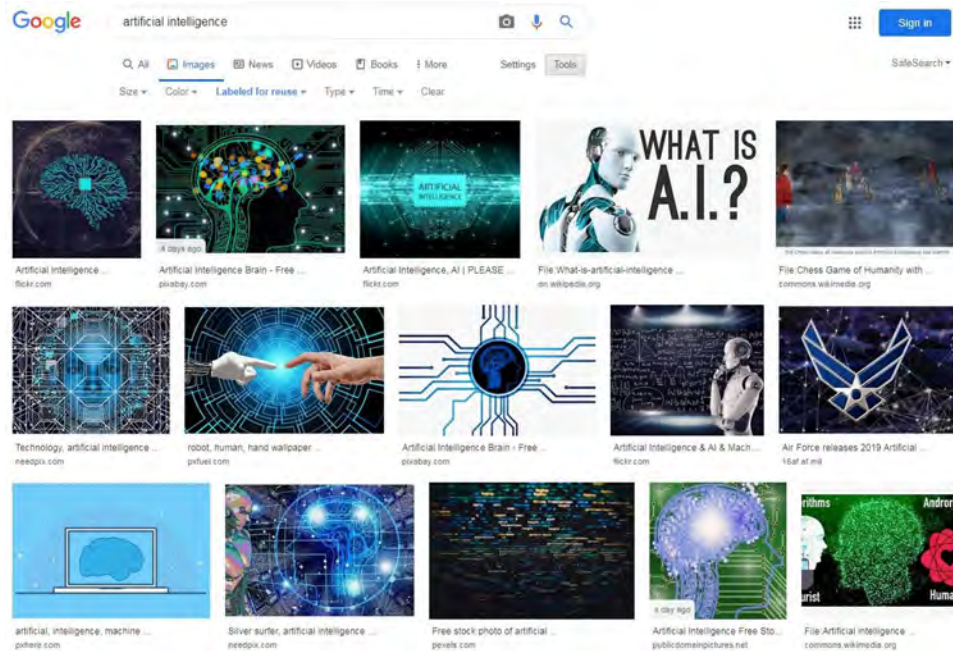 Google
artificial intelligence
Sign in
All Images News Videos Books More Settings Tools
SafeSearch
Size Color Labeled for reuse Type Time Clear
ARTIFICIAL
INTELLIGENCE
WHAT IS
A.I.?
4 days ago
Artificial Intelligence ...
flickr.com
Artificial Intelligence Brain - Free ...
pixabay.com
Artificial Intelligence, AI | PLEASE ...
flickr.com
File:What-is-artificial-intelligence ...
en.wikipedia.org
File:Chess Game of Humanity with ...
commons.wikimedia.org
Technology, artificial intelligence ...
needpix.com
robot, human, hand wallpaper ...
pxfuel.com
Artificial Intelligence Brain - Free ...
pixabay.com
Artificial Intelligence & AI & Mach...
flickr.com
Air Force releases 2019 Artificial ...
16af.af.mil
a day ago
orithms
Andron
urist
Huma
artificial, intelligence, machine ...
pxhere.com
Silver surfer, artificial intelligence ...
needpix.com
Free stock photo of artificial ...
pexels.com
Artificial Intelligence Free Sto...
publicdomainpictures.net
File:Artificial intelligence ...
commons.wikimedia.org